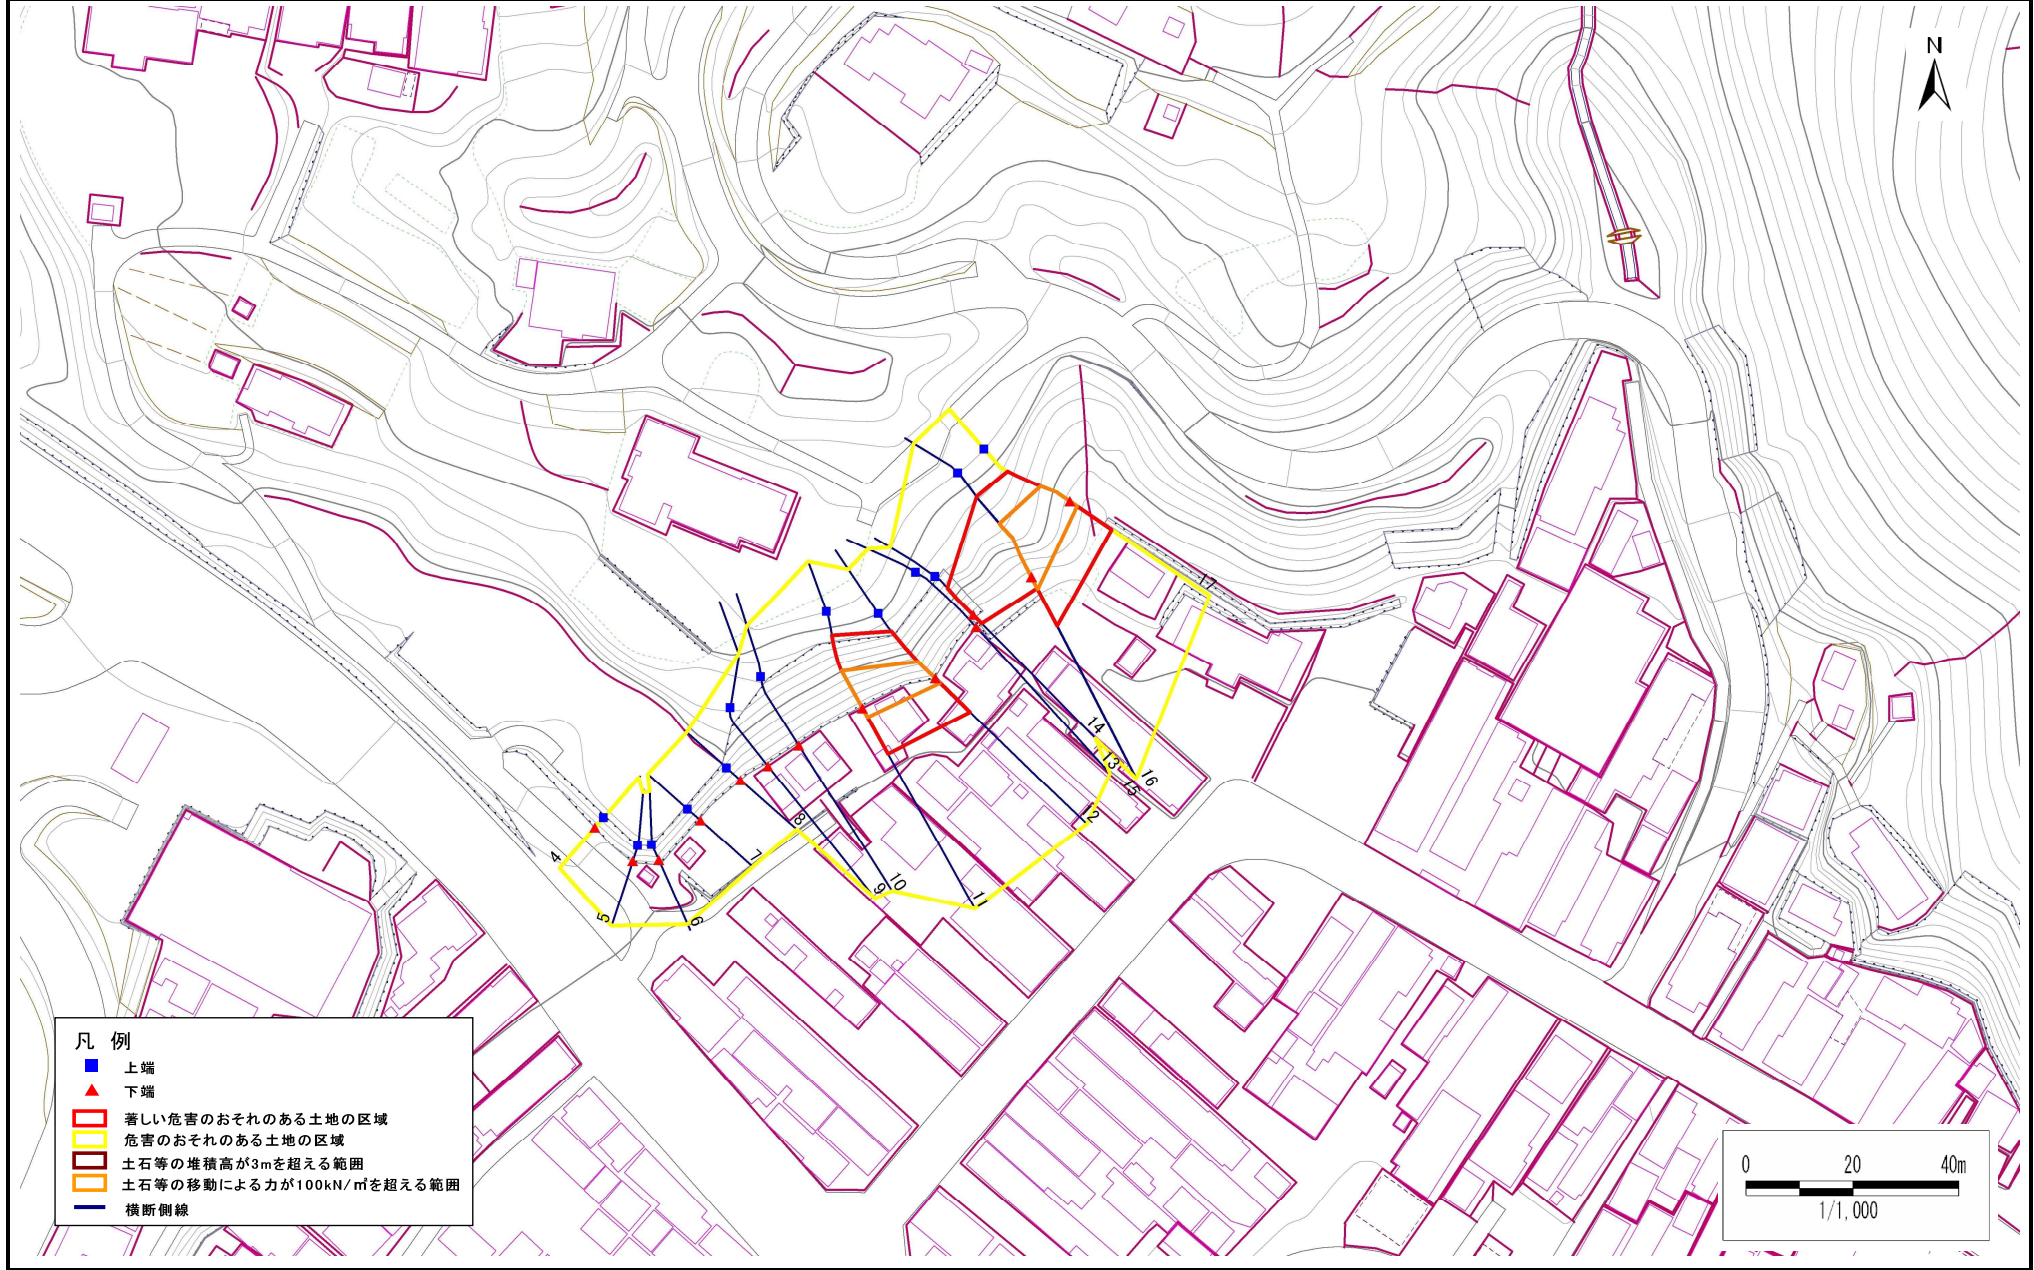 N
17
14
13
15
16
12
8
7
4
5
6
9
10
11
凡 例
上端
下端
著しい危害のおそれのある土地の区域
危害のおそれのある土地の区域
土石等の堆積高が3mを超える範囲
土石等の移動による力が100kN/㎡を超える範囲
横断側線
0 20 40m
1/1,000